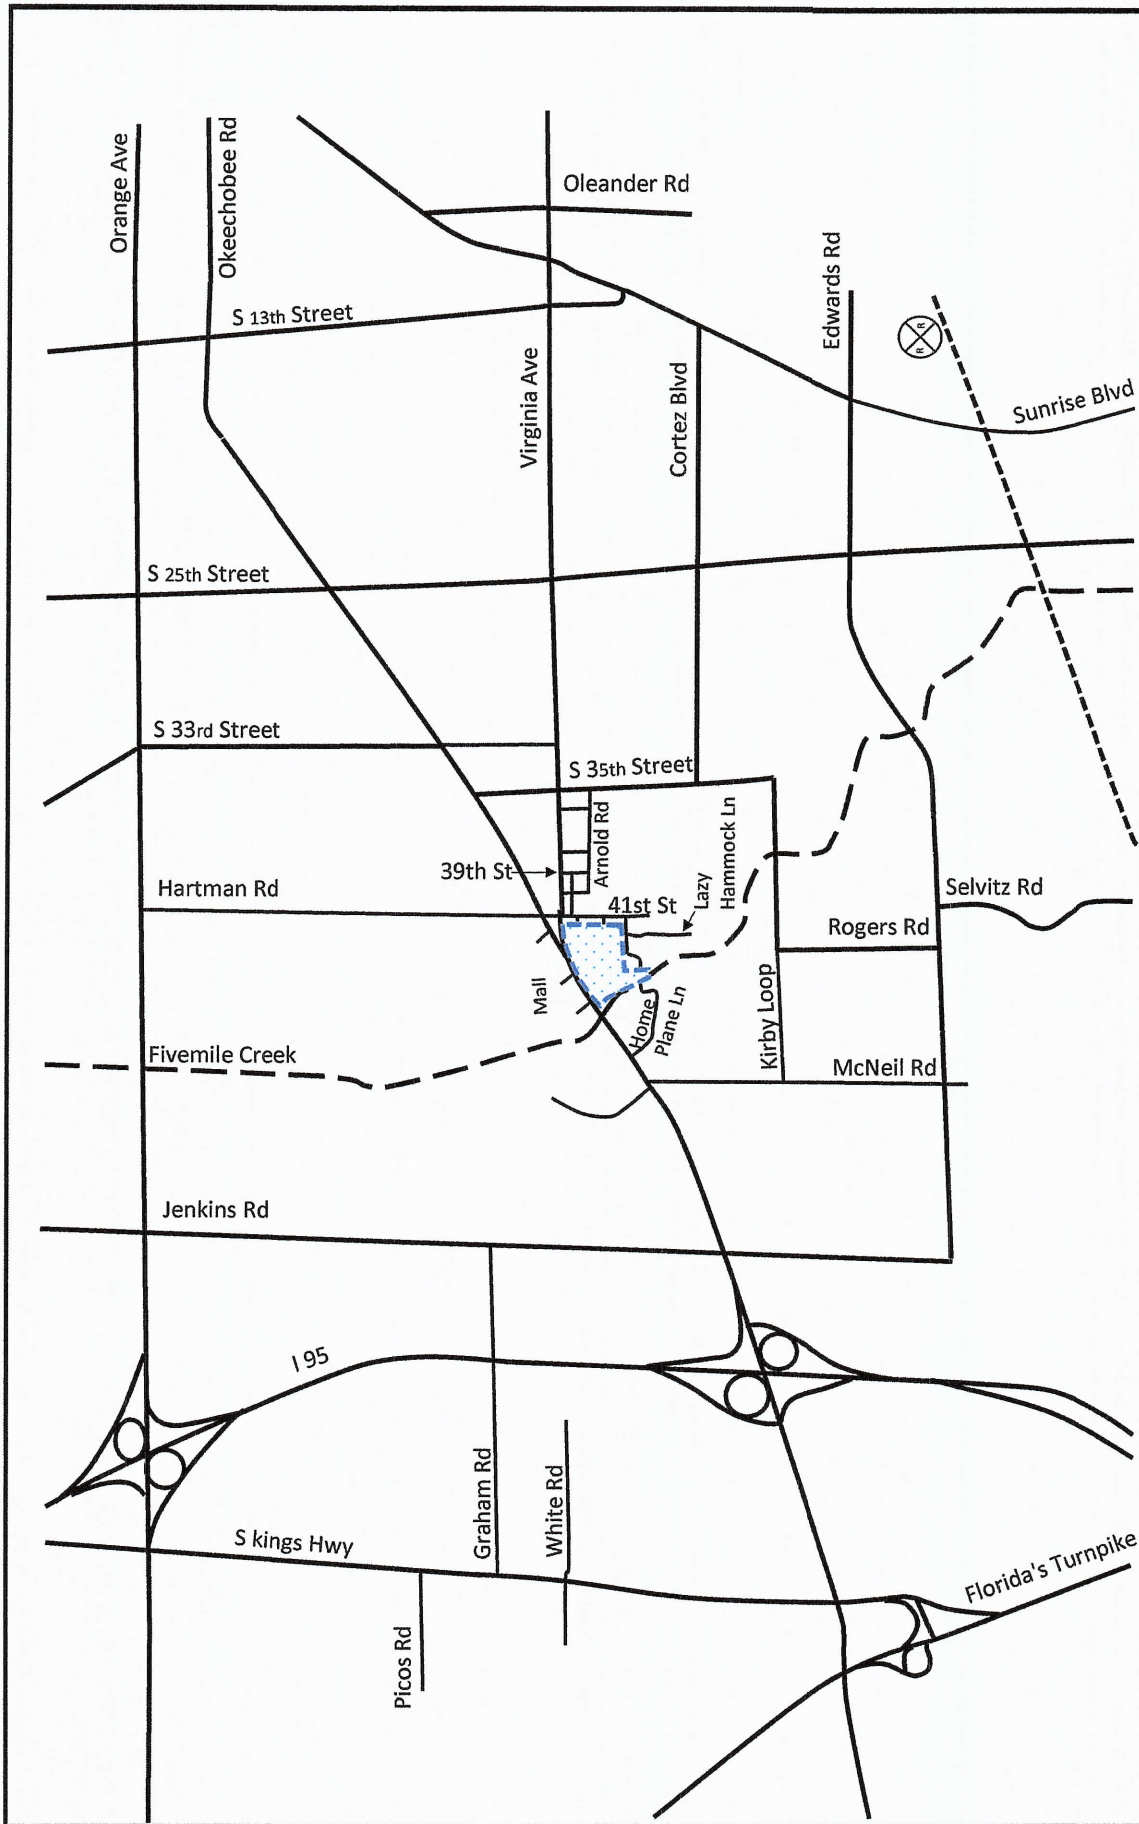 Orange Ave
Okeechobee Rd
Oleander Rd
Edwards Rd
S 13th Street
R
R
Virginia Ave
Cortez Blvd
Sunrise Blvd
S 25th Street
S 33rd Street
S 35th Street
Arnold Rd
Lazy
Hammock Ln
39th St
Hartman Rd
41st St
Selvitz Rd
Rogers Rd
Mall
Home
Plane Ln
Kirby Loop
Fivemile Creek
McNeil Rd
Jenkins Rd
I 95
Graham Rd
White Rd
S kings Hwy
Florida's Turnpike
Picos Rd